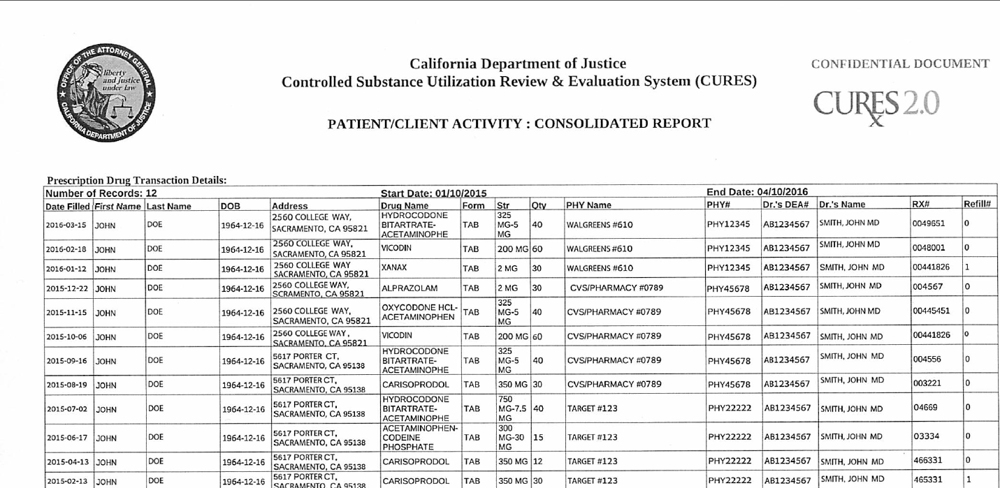 OFFICE OF THE ATTORNEY GENERAL
liberty
and justice
under law
CALIFORNIA DEPARTMENT OF JUSTICE
California Department of Justice
Controlled Substance Utilization Review & Evaluation System (CURES)
PATIENT/CLIENT ACTIVITY : CONSOLIDATED REPORT
CONFIDENTIAL DOCUMENT
CURES 2.0
Prescription Drug Transaction Details:
Number of Records: 12 Start Date: 01/10/2015 End Date: 04/10/2016
Date Filled First Name Last Name DOB Address Drug Name Form Str Qty PHY Name PHY# Dr.'s DEA# Dr.'s Name RX# Refill#
2016-03-15 JOHN DOE 1964-12-16 2560 COLLEGE WAY, SACRAMENTO, CA 95821 HYDROCODONE BITARTRATE-ACETAMINOPHE TAB 325 MG-5 MG 40 WALGREENS #610 PHY12345 AB1234567 SMITH, JOHN MD 0049651 0
2016-02-18 JOHN DOE 1964-12-16 2560 COLLEGE WAY, SACRAMENTO, CA 95821 VICODIN TAB 200 MG 60 WALGREENS #610 PHY12345 AB1234567 SMITH, JOHN MD 0048001 0
2016-01-12 JOHN DOE 1964-12-16 2560 COLLEGE WAY SACRAMENTO, CA 95821 XANAX TAB 2 MG 30 WALGREENS #610 PHY12345 AB1234567 SMITH, JOHN MD 00441826 1
2015-12-22 JOHN DOE 1964-12-16 2560 COLLEGE WAY, SCRAMENTO, CA 95821 ALPRAZOLAM TAB 2 MG 30 CVS/PHARMACY #0789 PHY45678 AB1234567 SMITH, JOHN MD 004567 0
2015-11-15 JOHN DOE 1964-12-16 2560 COLLEGE WAY, SACRAMENTO, CA 95821 OXYCODONE HCL-ACETAMINOPHEN TAB 325 MG-5 MG 40 CVS/PHARMACY #0789 PHY45678 AB1234567 SMITH, JOHN MD 00445451 0
2015-10-06 JOHN DOE 1964-12-16 2560 COLLEGE WAY, SACRAMENTO, CA 95821 VICODIN TAB 200 MG 60 CVS/PHARMACY #0789 PHY45678 AB1234567 SMITH, JOHN MD 00441826 0
2015-09-16 JOHN DOE 1964-12-16 5617 PORTER CT, SACRAMENTO, CA 95138 HYDROCODONE BITARTRATE-ACETAMINOPHE TAB 325 MG-5 MG 40 CVS/PHARMACY #0789 PHY45678 AB1234567 SMITH, JOHN MD 004556 0
2015-08-19 JOHN DOE 1964-12-16 5617 PORTER CT, SACRAMENTO, CA 95138 CARISOPRODOL TAB 350 MG 30 CVS/PHARMACY #0789 PHY45678 AB1234567 SMITH, JOHN MD 003221 0
2015-07-02 JOHN DOE 1964-12-16 5617 PORTER CT, SACRAMENTO, CA 95138 HYDROCODONE BITARTRATE-ACETAMINOPHE TAB 750 MG-7.5 MG 40 TARGET #123 PHY22222 AB1234567 SMITH, JOHN MD 04669 0
2015-06-17 JOHN DOE 1964-12-16 5617 PORTER CT, SACRAMENTO, CA 95138 ACETAMINOPHEN-CODEINE PHOSPHATE TAB 300 MG-30 MG 15 TARGET #123 PHY22222 AB1234567 SMITH, JOHN MD 03334 0
2015-04-13 JOHN DOE 1964-12-16 5617 PORTER CT, SACRAMENTO, CA 95138 CARISOPRODOL TAB 350 MG 12 TARGET #123 PHY22222 AB1234567 SMITH, JOHN MD 466331 0
2015-02-13 JOHN DOE 1964-12-16 5617 PORTER CT, SACRAMENTO, CA 95138 CARISOPRODOL TAB 350 MG 30 TARGET #123 PHY22222 AB1234567 SMITH, JOHN MD 465331 1